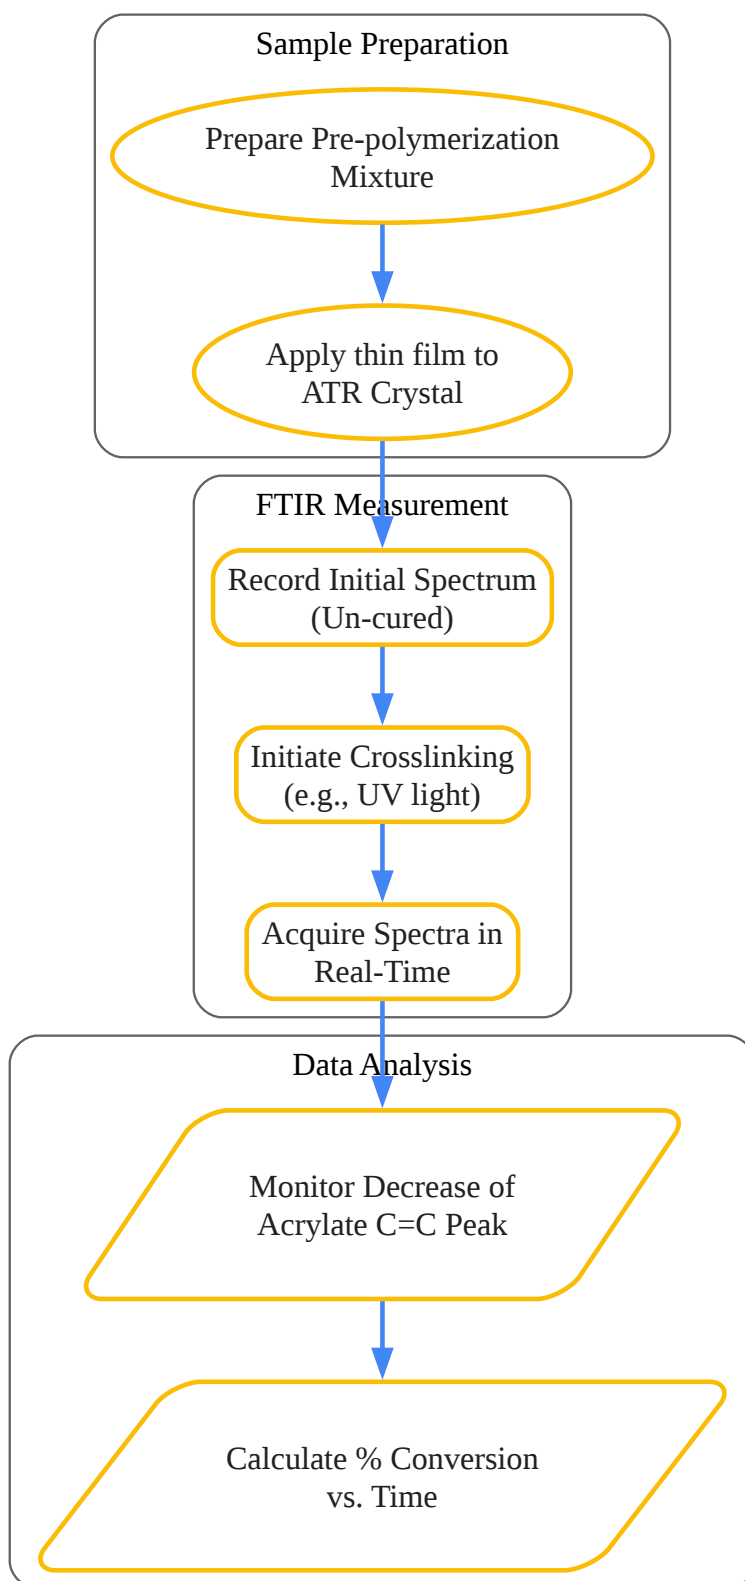 Sample Preparation
Prepare Pre-polymerization
Mixture
Apply thin film to
ATR Crystal
FTIR Measurement
Record Initial Spectrum
(Un-cured)
Initiate Crosslinking
(e.g., UV light)
Acquire Spectra in
Real-Time
Data Analysis
Monitor Decrease of
Acrylate C=C Peak
Calculate % Conversion
vs. Time